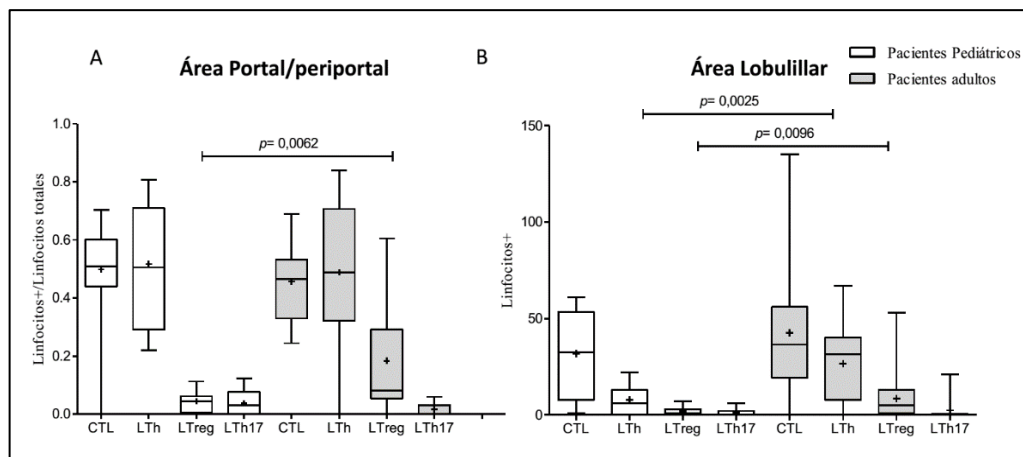 A
Área Portal/periportal
p= 0,0062
Linfocitos+/Linfocitos totales
1.0
0.8
0.6
0.4
0.2
0.0
CTL LTh LTreg LTh17 CTL LTh LTreg LTh17
B
Área Lobulillar
Pacientes Pediátricos
Pacientes adultos
p= 0,0025
p= 0,0096
Linfocitos+
150
100
50
0
CTL LTh LTreg LTh17 CTL LTh LTreg LTh17